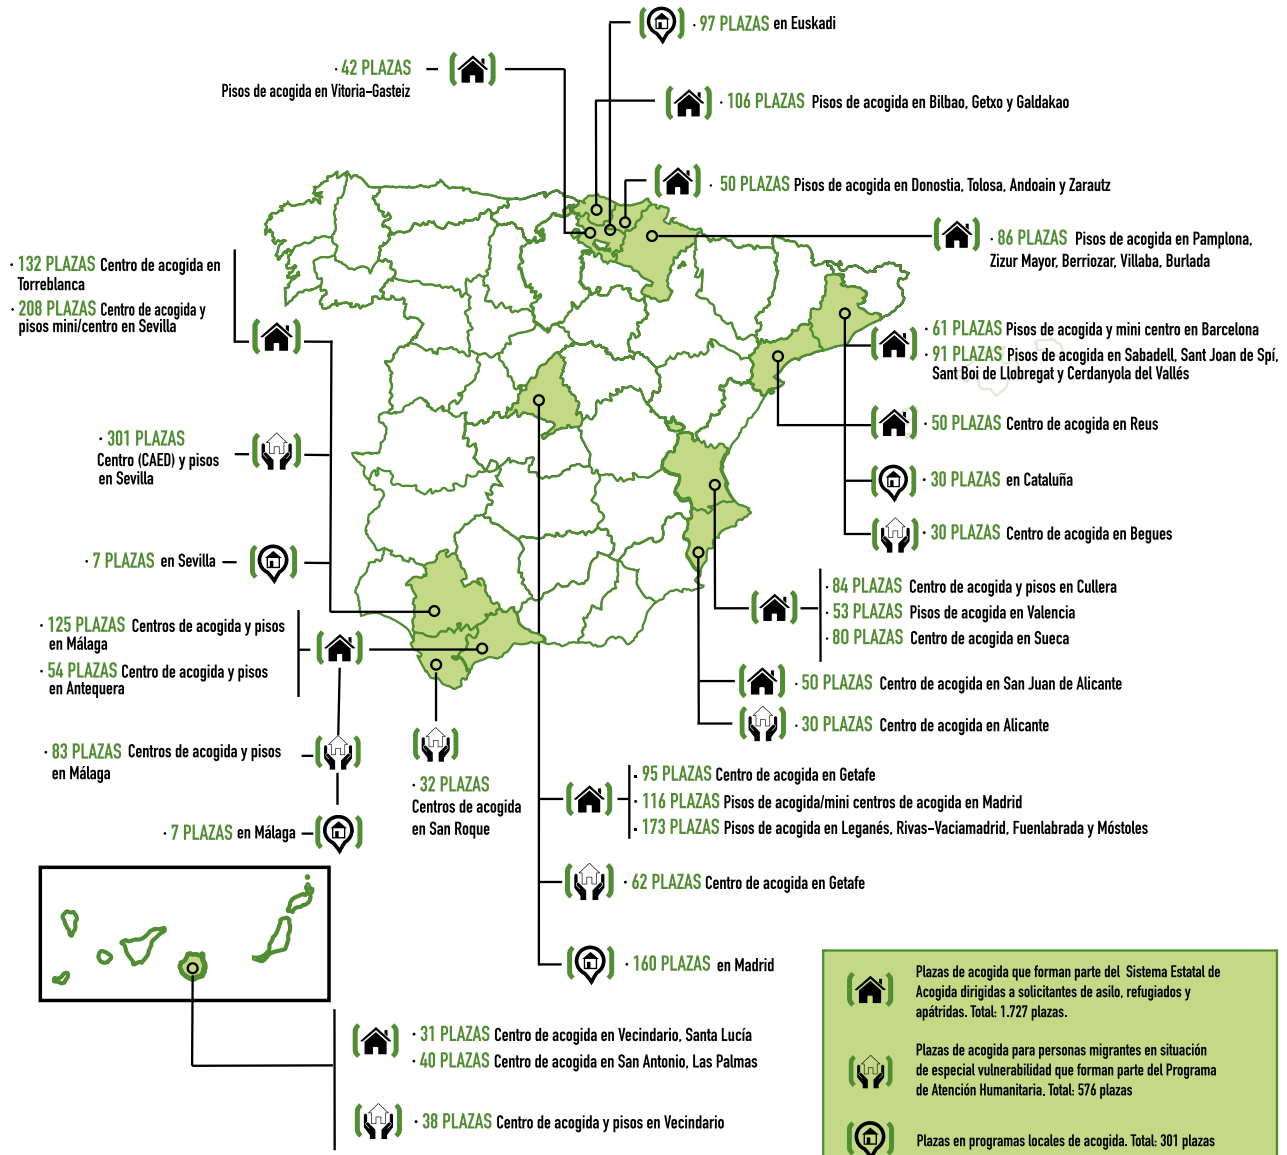 · 97 PLAZAS en Euskadi
· 42 PLAZAS
Pisos de acogida en Vitoria-Gasteiz
· 106 PLAZAS Pisos de acogida en Bilbao, Getxo y Galdakao
· 50 PLAZAS Pisos de acogida en Donostia, Tolosa, Andoain y Zarautz
· 86 PLAZAS Pisos de acogida en Pamplona,
Zizur Mayor, Berriozar, Villaba, Burlada
· 132 PLAZAS Centro de acogida en
Torreblanca
· 208 PLAZAS Centro de acogida y
pisos mini/centro en Sevilla
· 61 PLAZAS Pisos de acogida y mini centro en Barcelona
· 91 PLAZAS Pisos de acogida en Sabadell, Sant Joan de Spí,
Sant Boi de Llobregat y Cerdanyola del Vallés
· 50 PLAZAS Centro de acogida en Reus
· 301 PLAZAS
Centro (CAED) y pisos
en Sevilla
· 30 PLAZAS en Cataluña
· 30 PLAZAS Centro de acogida en Begues
· 7 PLAZAS en Sevilla
· 84 PLAZAS Centro de acogida y pisos en Cullera
· 53 PLAZAS Pisos de acogida en Valencia
· 80 PLAZAS Centro de acogida en Sueca
· 125 PLAZAS Centros de acogida y pisos
en Málaga
· 54 PLAZAS Centro de acogida y pisos
en Antequera
· 50 PLAZAS Centro de acogida en San Juan de Alicante
· 30 PLAZAS Centro de acogida en Alicante
· 83 PLAZAS Centros de acogida y pisos
en Málaga
· 32 PLAZAS
Centros de acogida
en San Roque
· 95 PLAZAS Centro de acogida en Getafe
· 116 PLAZAS Pisos de acogida/mini centros de acogida en Madrid
· 173 PLAZAS Pisos de acogida en Leganés, Rivas-Vaciamadrid, Fuenlabrada y Móstoles
· 7 PLAZAS en Málaga
· 62 PLAZAS Centro de acogida en Getafe
· 160 PLAZAS en Madrid
· 31 PLAZAS Centro de acogida en Vecindario, Santa Lucía
· 40 PLAZAS Centro de acogida en San Antonio, Las Palmas
· 38 PLAZAS Centro de acogida y pisos en Vecindario
Plazas de acogida que forman parte del Sistema Estatal de
Acogida dirigidas a solicitantes de asilo, refugiados y
apátridas. Total: 1.727 plazas.
Plazas de acogida para personas migrantes en situación
de especial vulnerabilidad que forman parte del Programa
de Atención Humanitaria. Total: 576 plazas
Plazas en programas locales de acogida. Total: 301 plazas